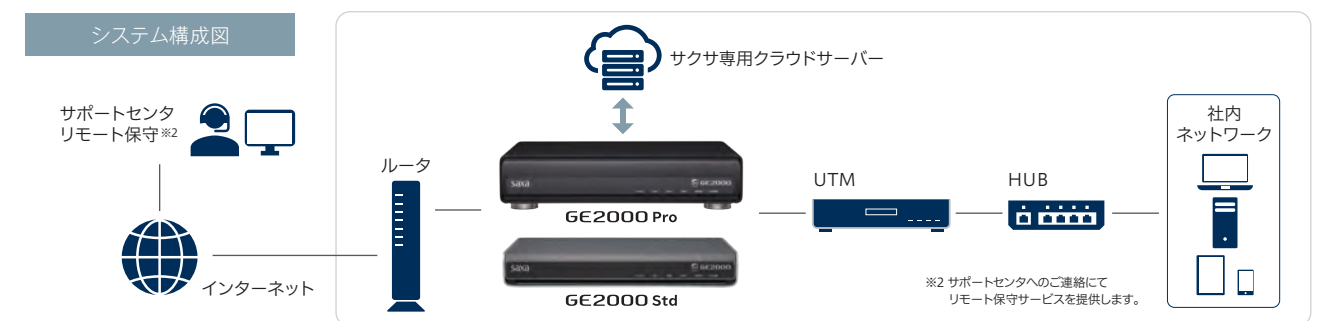 システム構成図
サクサ専用クラウドサーバー
サポートセンタ
リモート保守※2
社内
ネットワーク
ルータ
saxa
GE2000
GE2000 Pro
UTM
HUB
saxa
GE2000
GE2000 Std
インターネット
※2 サポートセンタへのご連絡にて
リモート保守サービスを提供します。